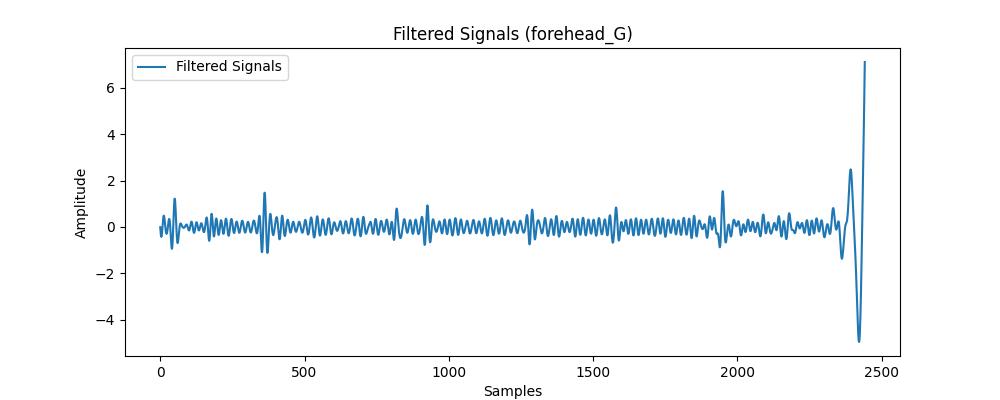 Filtered Signals (forehead_G)
Filtered Signals
6
4
2
0
−2
−4
Amplitude
0 500 1000 1500 2000 2500
Samples